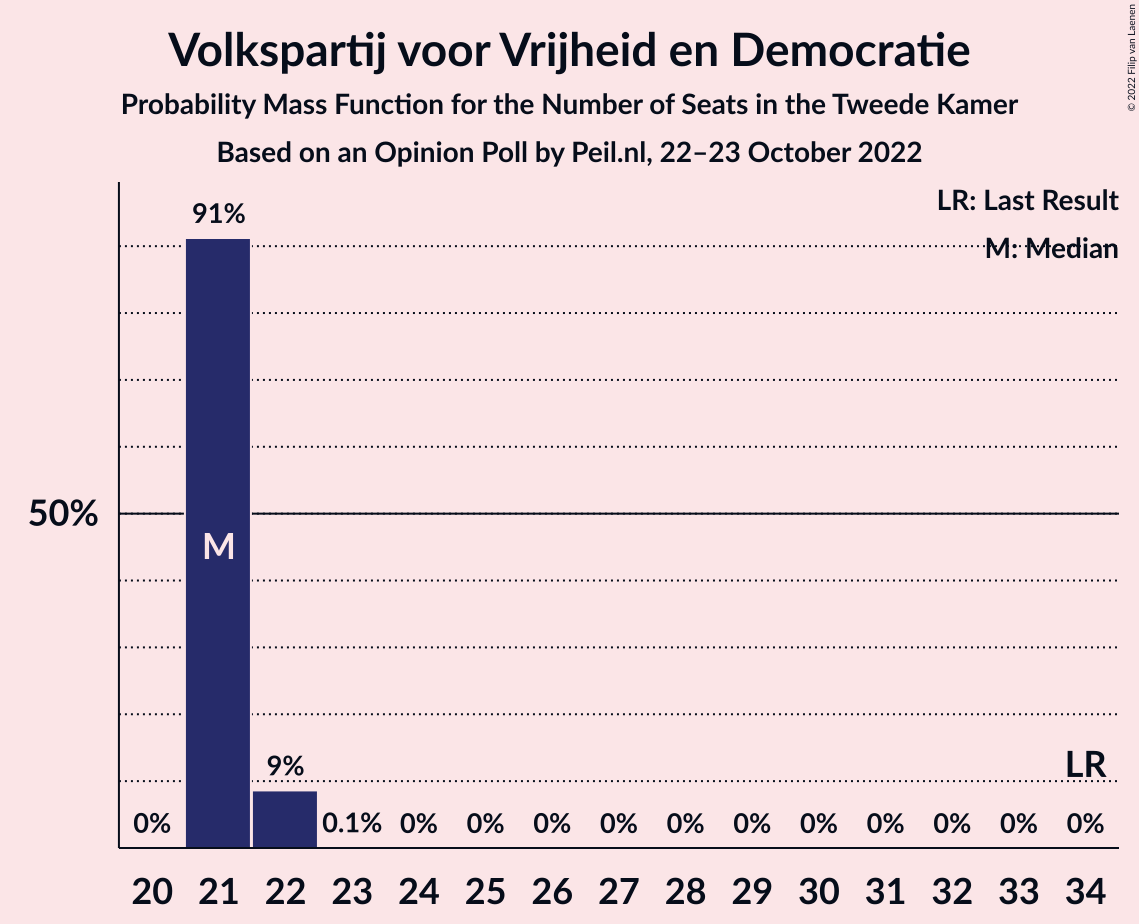 Volkspartij voor Vrijheid en Democratie
Probability Mass Function for the Number of Seats in the Tweede Kamer
Based on an Opinion Poll by Peil.nl, 22–23 October 2022
© 2022 Filip van Laenen
LR: Last Result
M: Median
91%
50%
M
9%
LR
0% 0.1% 0% 0% 0% 0% 0% 0% 0% 0% 0% 0% 0%
20 21 22 23 24 25 26 27 28 29 30 31 32 33 34